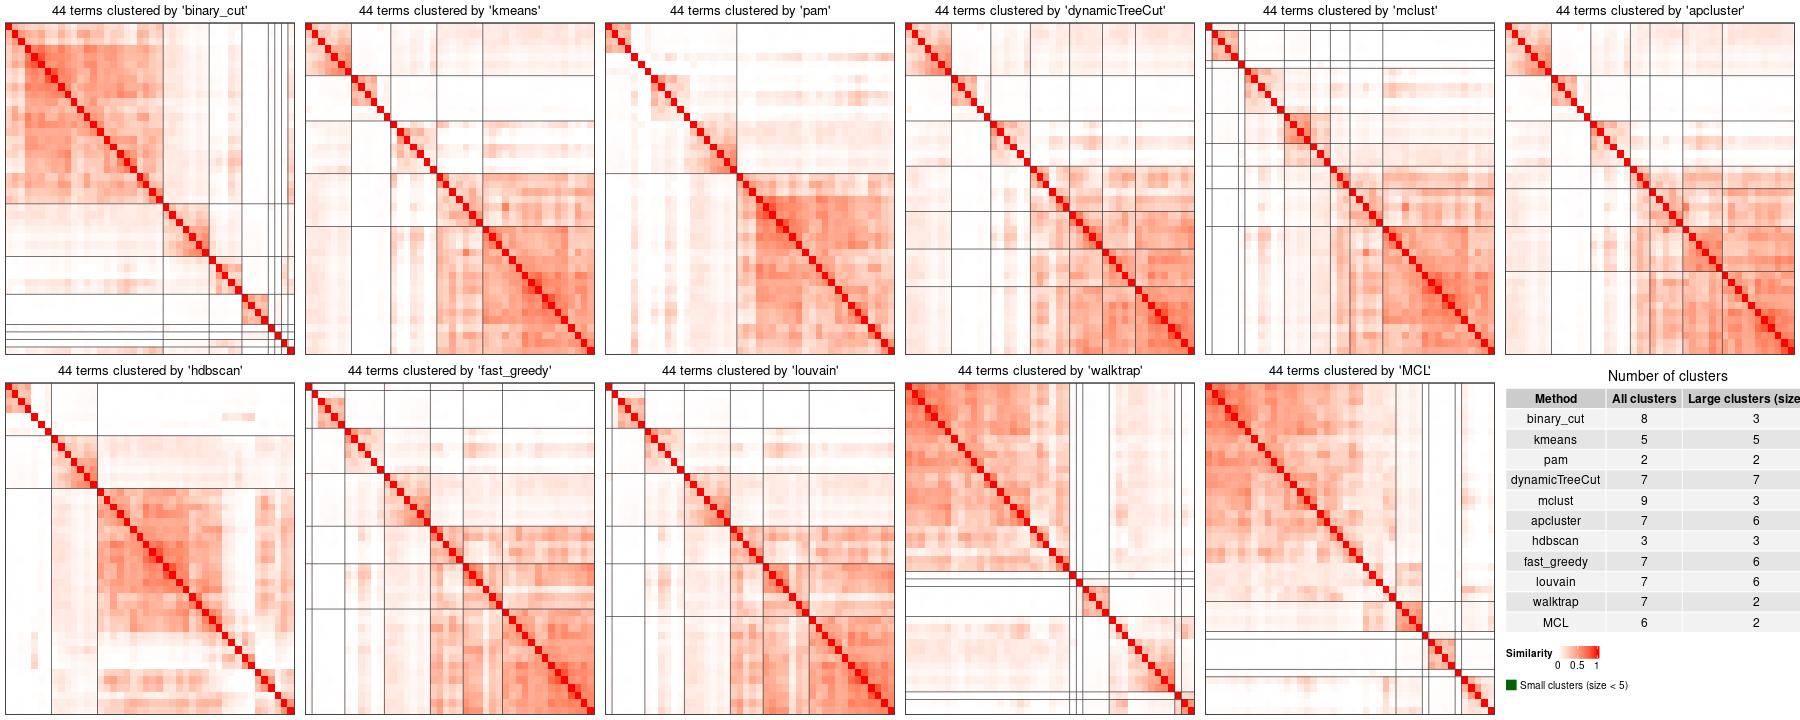 44 terms clustered by 'binary_cut'
44 terms clustered by 'kmeans'
44 terms clustered by 'pam'
44 terms clustered by 'dynamicTreeCut'
44 terms clustered by 'mclust'
44 terms clustered by 'apcluster'
44 terms clustered by 'hdbscan'
44 terms clustered by 'fast_greedy'
44 terms clustered by 'louvain'
44 terms clustered by 'walktrap'
44 terms clustered by 'MCL'
Number of clusters
Method All clusters Large clusters (size
binary_cut 8 3
kmeans 5 5
pam 2 2
dynamicTreeCut 7 7
mclust 9 3
apcluster 7 6
hdbscan 3 3
fast_greedy 7 6
louvain 7 6
walktrap 7 2
MCL 6 2
Similarity
0 0.5 1
Small clusters (size < 5)